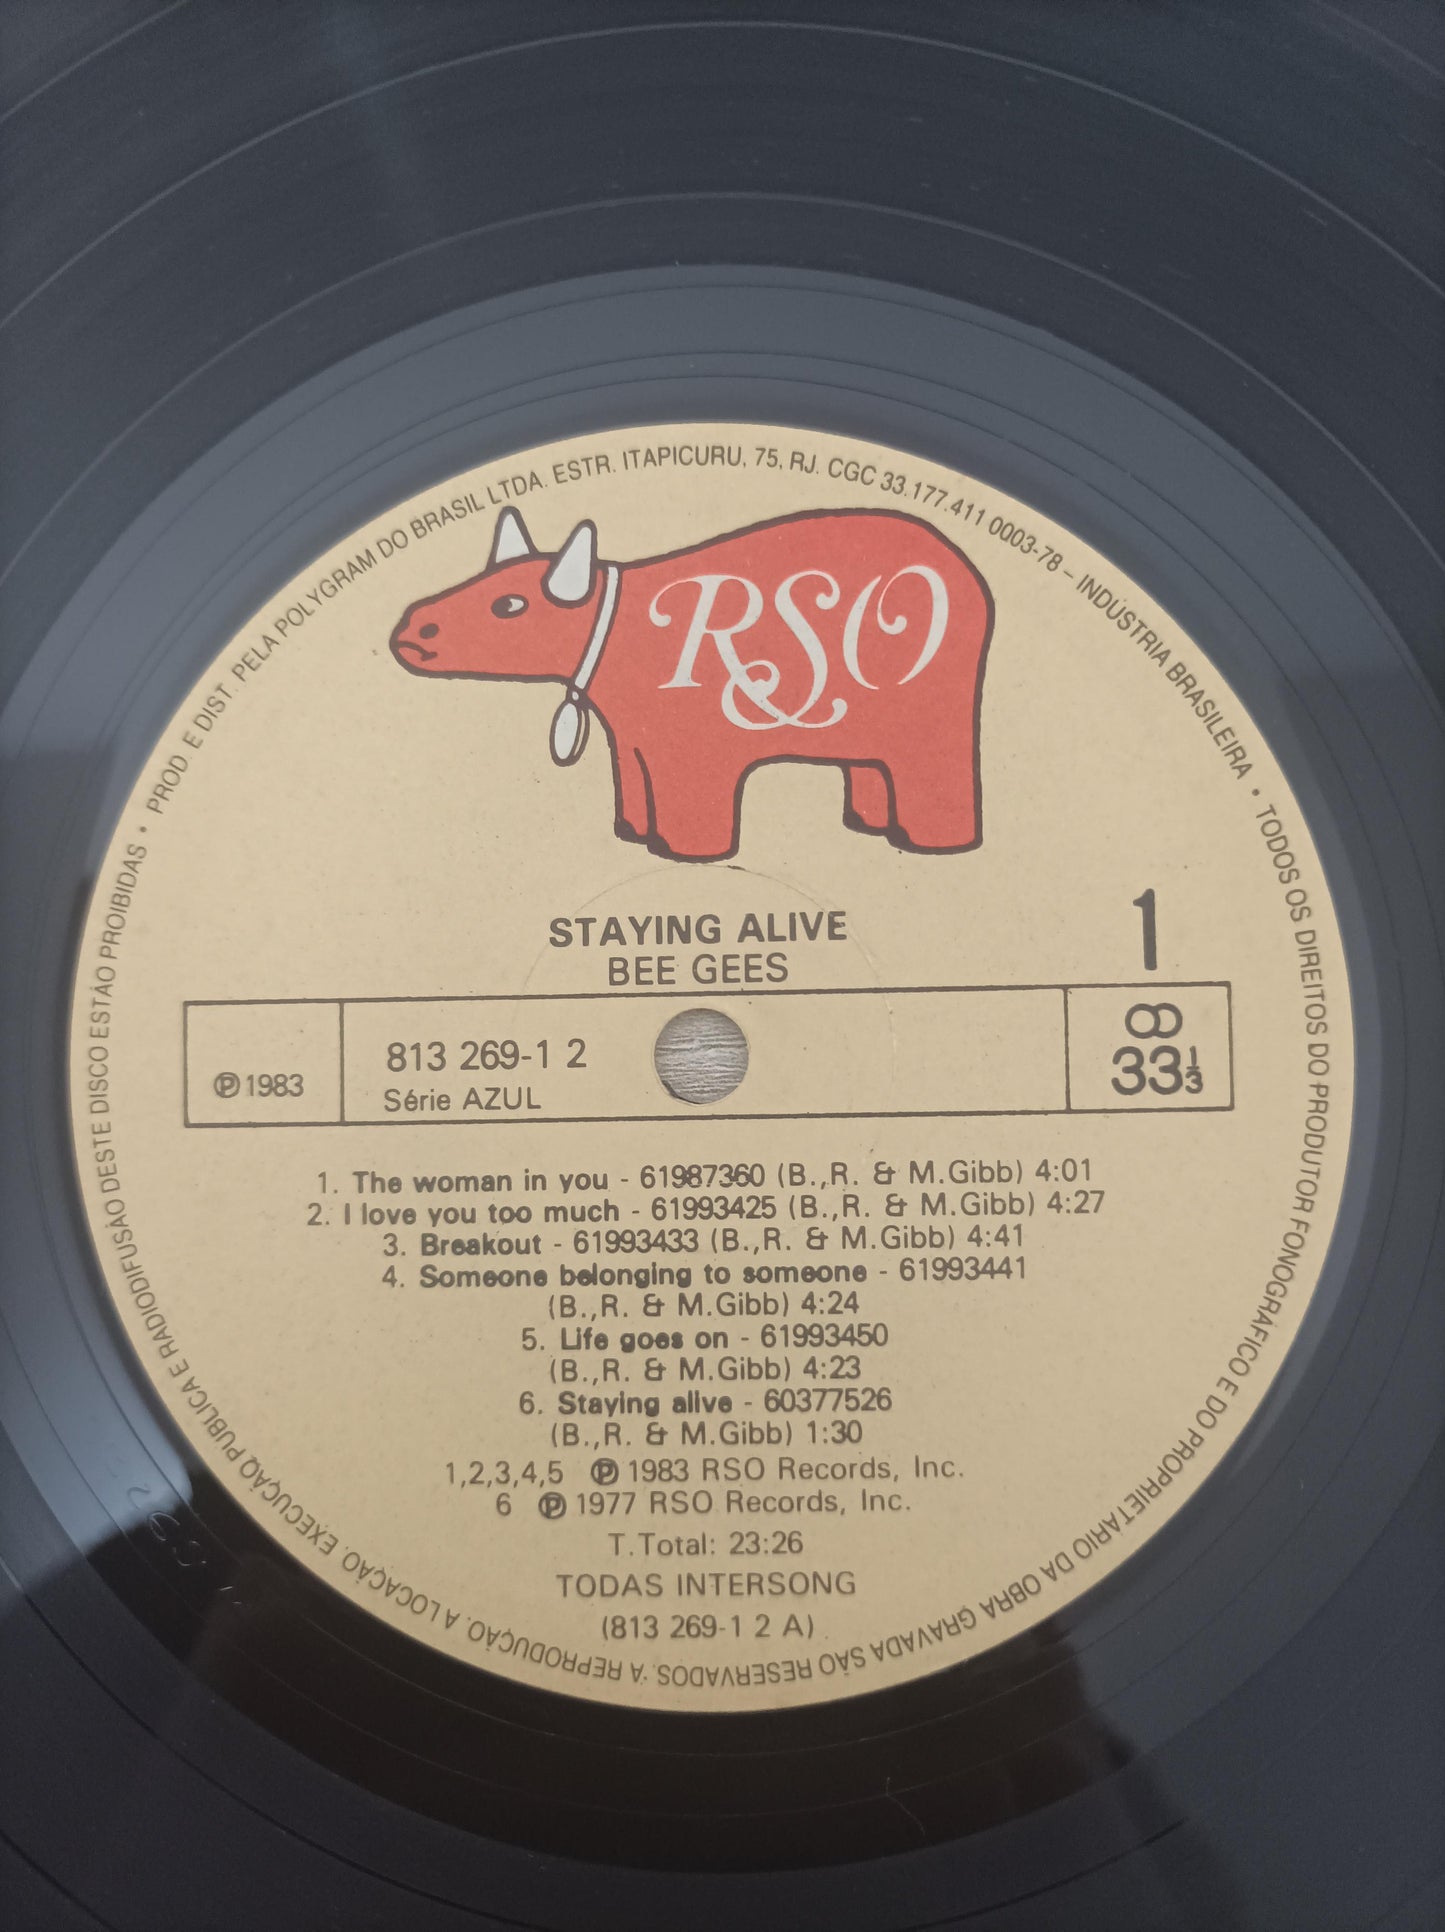 • PROD. E DIST. PELA POLYGRAM DO BRASIL LTDA. ESTR. ITAPICURU, 75, RJ. CGC 33.177.411 0003-78 – INDÚSTRIA BRASILEIRA • TODOS OS DIREITOS DO PRODUTOR FONOGRÁFICO E DO PROPRIETÁRIO DA OBRA GRAVADA SÃO RESERVADOS. A REPRODUÇÃO, A LOCAÇÃO, EXECUÇÃO PÚBLICA E RADIODIFUSÃO DESTE DISCO ESTÃO PROIBIDAS
RSO
STAYING ALIVE
1
BEE GEES
℗1983
813 269-1 2
Série AZUL
33⅓
1. The woman in you - 61987360 (B.,R. & M.Gibb) 4:01
2. I love you too much - 61993425 (B.,R. & M.Gibb) 4:27
3. Breakout - 61993433 (B.,R. & M.Gibb) 4:41
4. Someone belonging to someone - 61993441
(B.,R. & M.Gibb) 4:24
5. Life goes on - 61993450
(B.,R. & M.Gibb) 4:23
6. Staying alive - 60377526
(B.,R. & M.Gibb) 1:30
1,2,3,4,5 ℗ 1983 RSO Records, Inc.
6 ℗ 1977 RSO Records, Inc.
T.Total: 23:26
TODAS INTERSONG
(813 269-1 2 A)